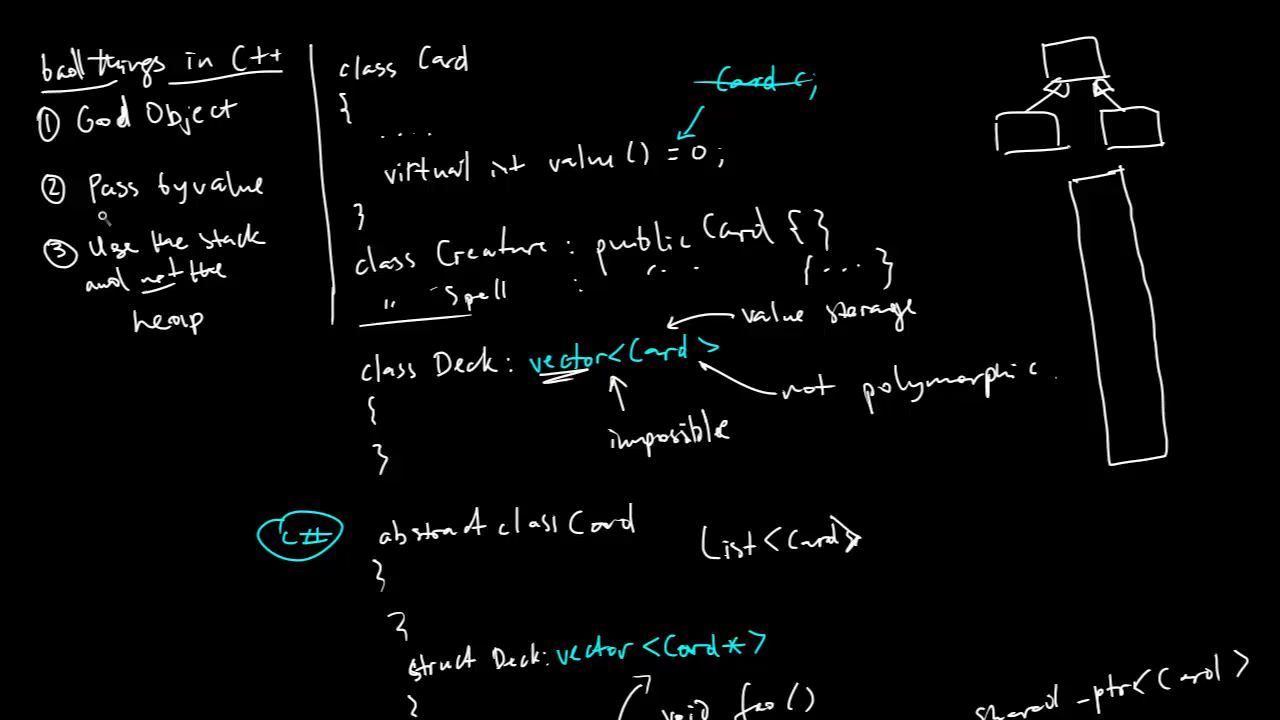 bad things in C++
① God Object
② Pass by value
③ Use the stack
and not the
heap
class Card
{
....
Card c;
virtual int value() = 0;
}
class Creature : public Card { }
" Spell : ... {...}
value storage
class Deck : vector<Card>
not polymorphic.
{
imposible
}
C#
abstract class Card
List<Card>
}
}
struct Deck: vector<Card*>
}
void foo()
shared_ptr<Card>